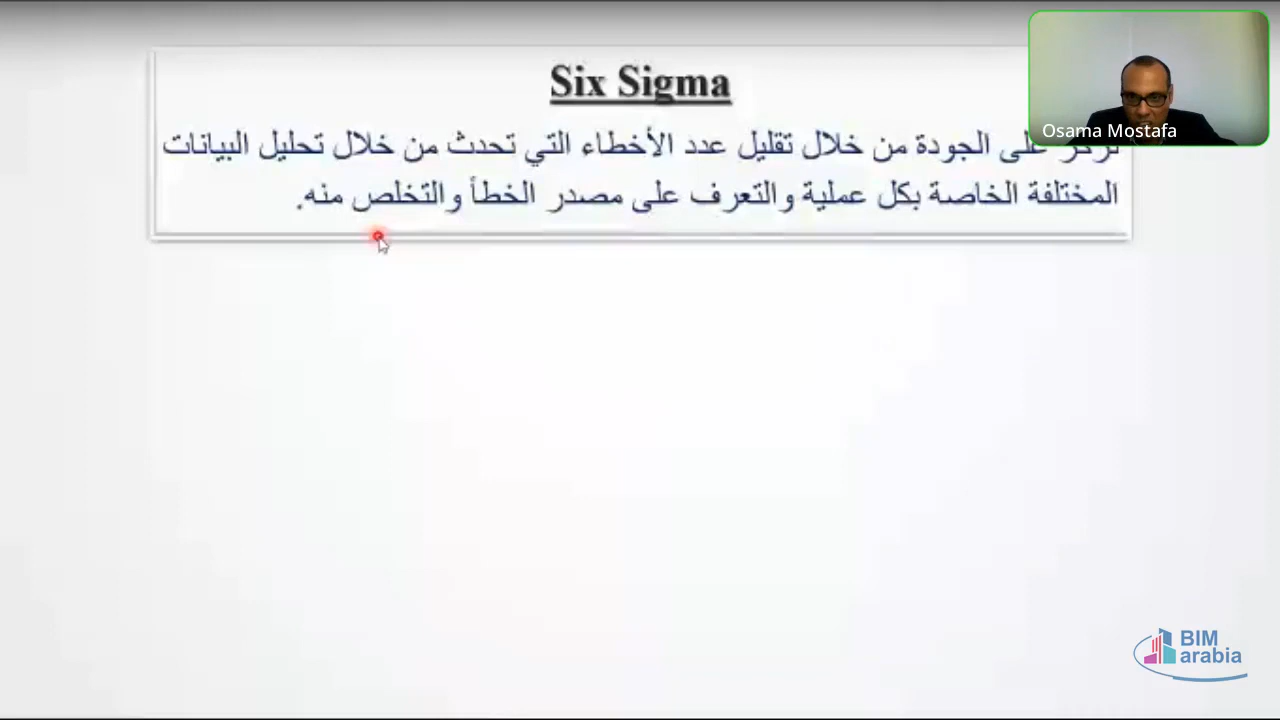 Six Sigma
تركز على الجودة من خلال تقليل عدد الأخطاء التي تحدث من خلال تحليل البيانات
المختلفة الخاصة بكل عملية والتعرف على مصدر الخطأ والتخلص منه.
Osama Mostafa
BIM
arabia